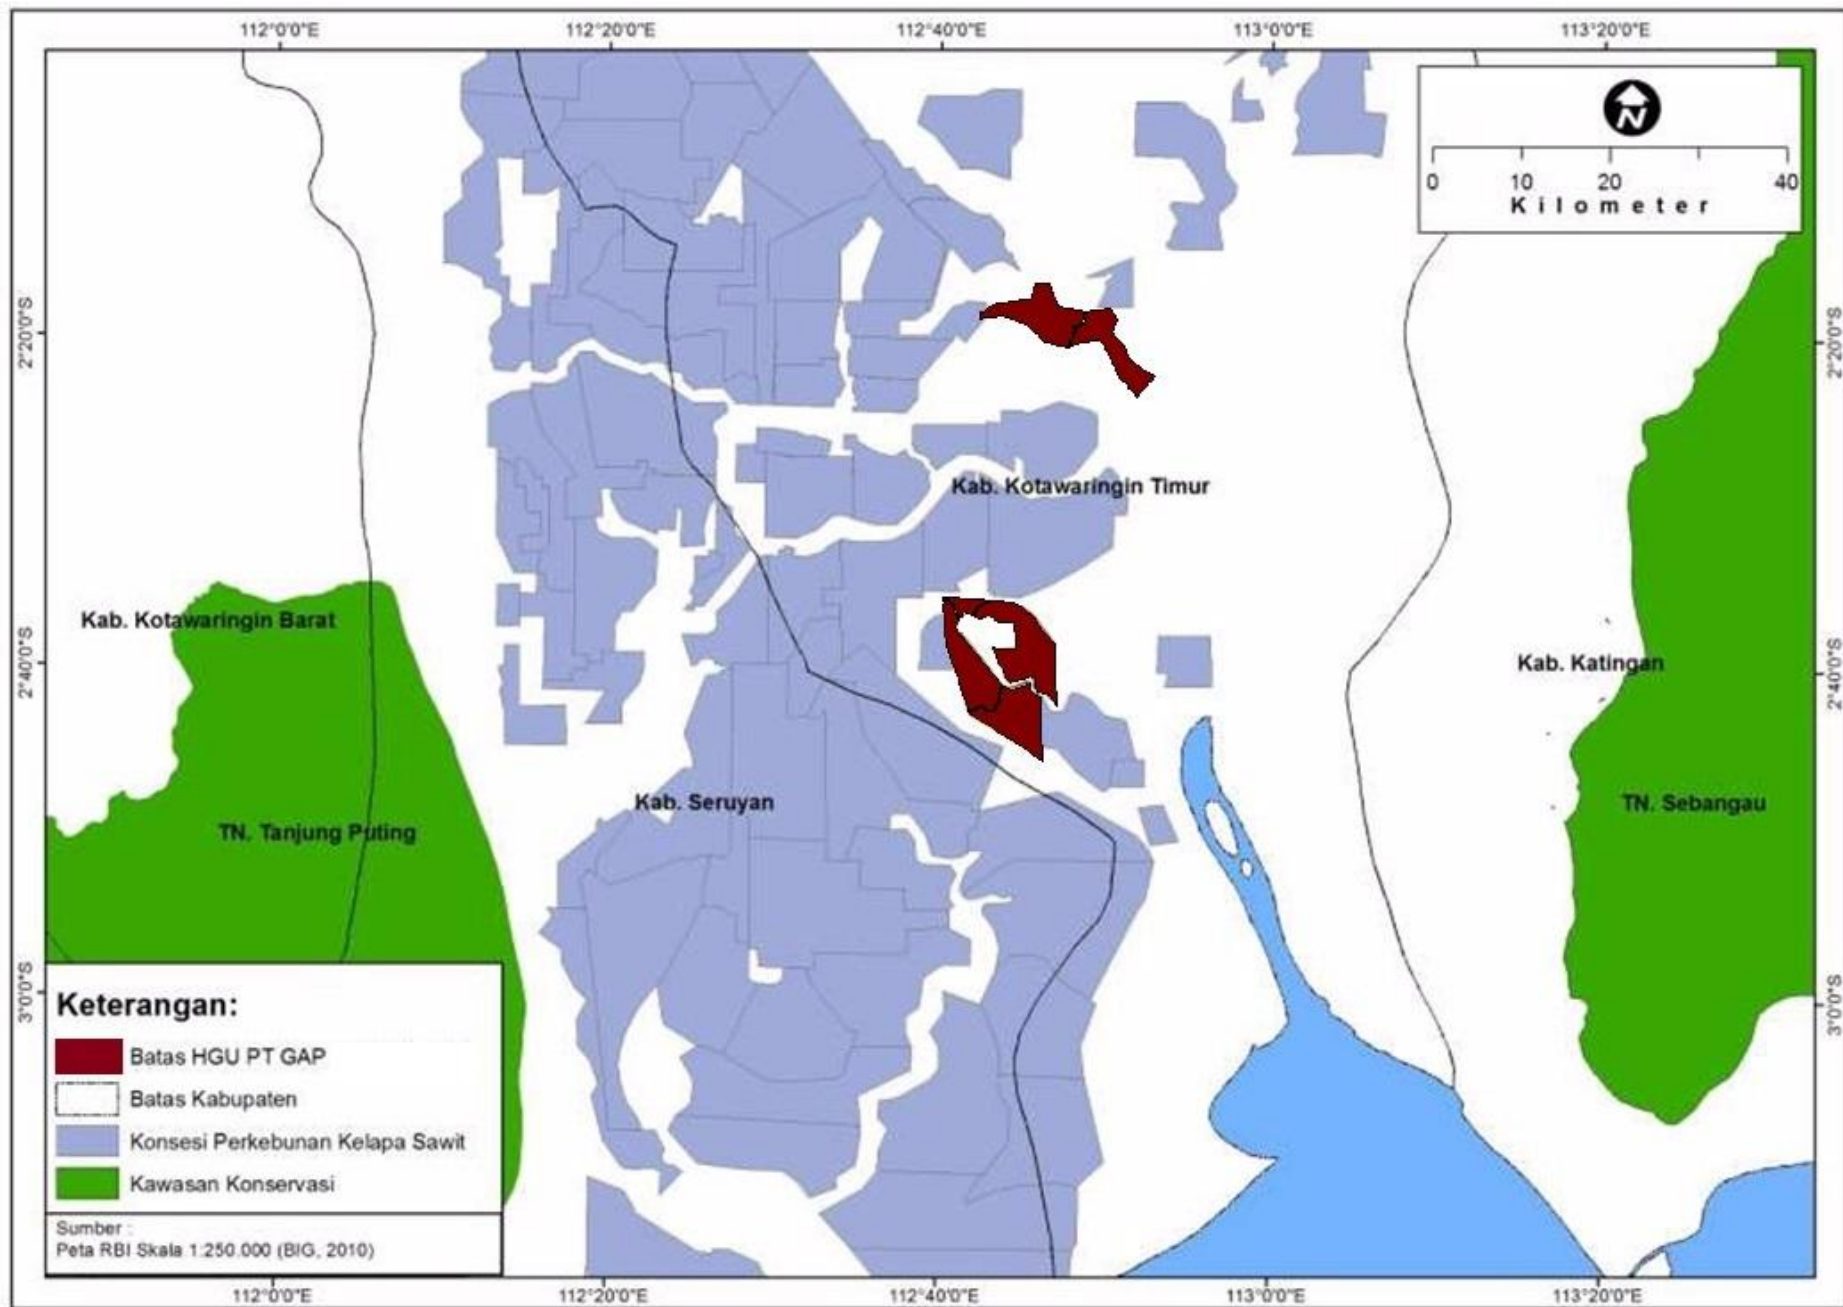 112°0'0"E 112°20'0"E 112°40'0"E 113°0'0"E 113°20'0"E
N
0 10 20 40
Kilometer
2°20'0"S 2°20'0"S
Kab. Kotawaringin Timur
Kab. Kotawaringin Barat
2°40'0"S 2°40'0"S
Kab. Katingan
Kab. Seruyan
TN. Sebangau
TN. Tanjung Puting
3°0'0"S 3°0'0"S
Keterangan:
Batas HGU PT GAP
Batas Kabupaten
Konsesi Perkebunan Kelapa Sawit
Kawasan Konservasi
Sumber :
Peta RBI Skala 1:250.000 (BIG, 2010)
112°0'0"E 112°20'0"E 112°40'0"E 113°0'0"E 113°20'0"E